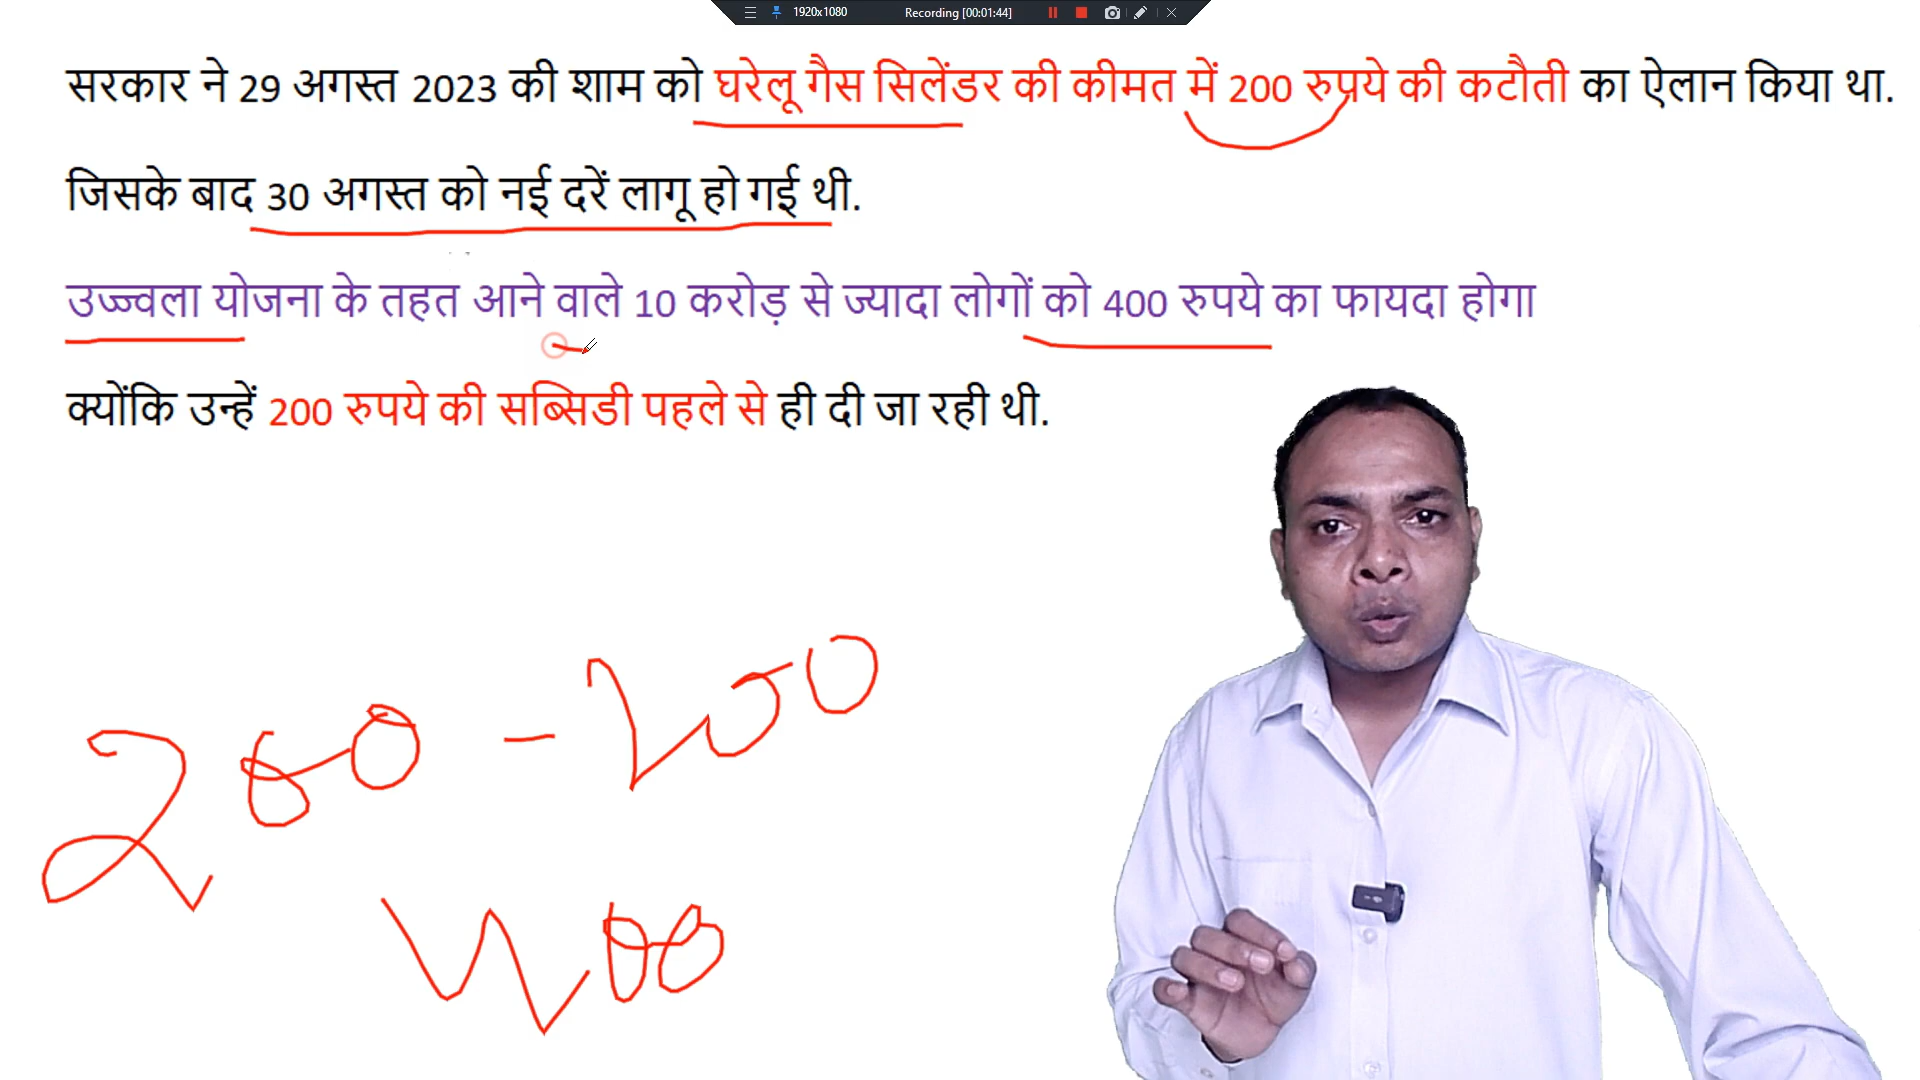 1920x1080 Recording [00:01:44]
सरकार ने 29 अगस्त 2023 की शाम को घरेलू गैस सिलेंडर की कीमत में 200 रुपये की कटौती का ऐलान किया था.
जिसके बाद 30 अगस्त को नई दरें लागू हो गई थी.
उज्ज्वला योजना के तहत आने वाले 10 करोड़ से ज्यादा लोगों को 400 रुपये का फायदा होगा
क्योंकि उन्हें 200 रुपये की सब्सिडी पहले से ही दी जा रही थी.
200 - 200
400